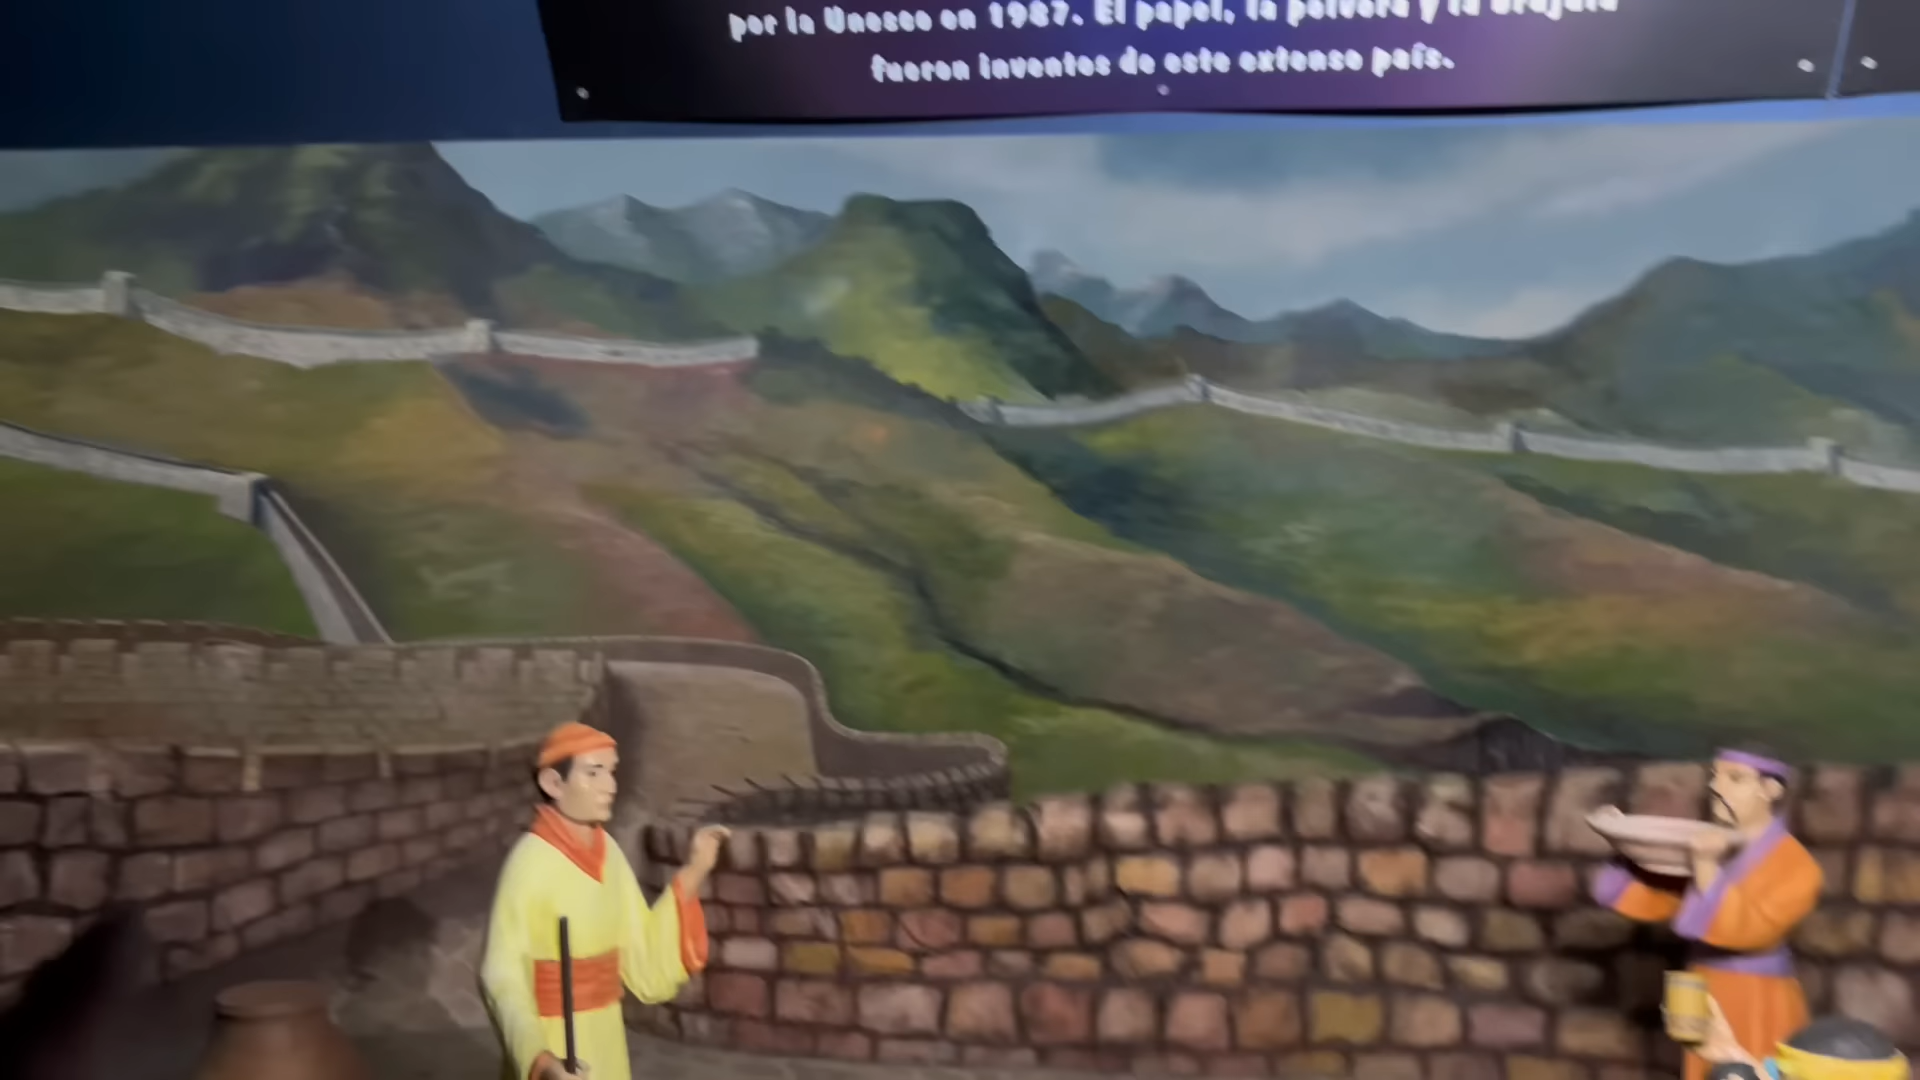 por la Unesco en 1987. El papel, la pólvora y la brújula
fueron inventos de este extenso país.